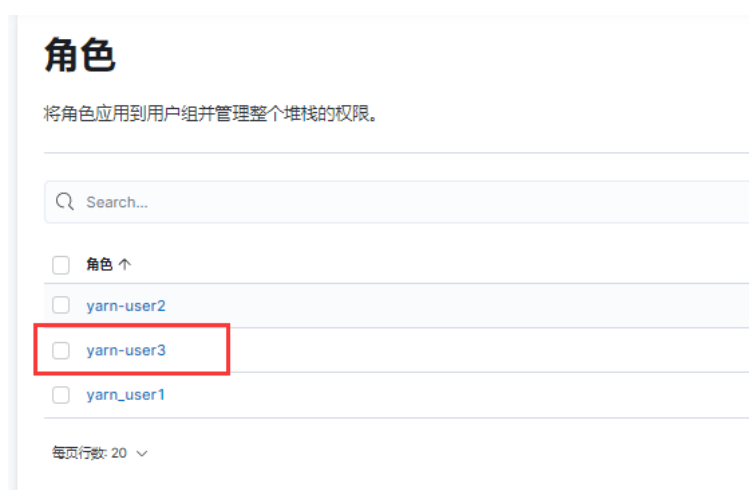 角色
将角色应用到用户组并管理整个堆栈的权限。
Search...
角色 ↑
yarn-user2
yarn-user3
yarn_user1
每页行数: 20